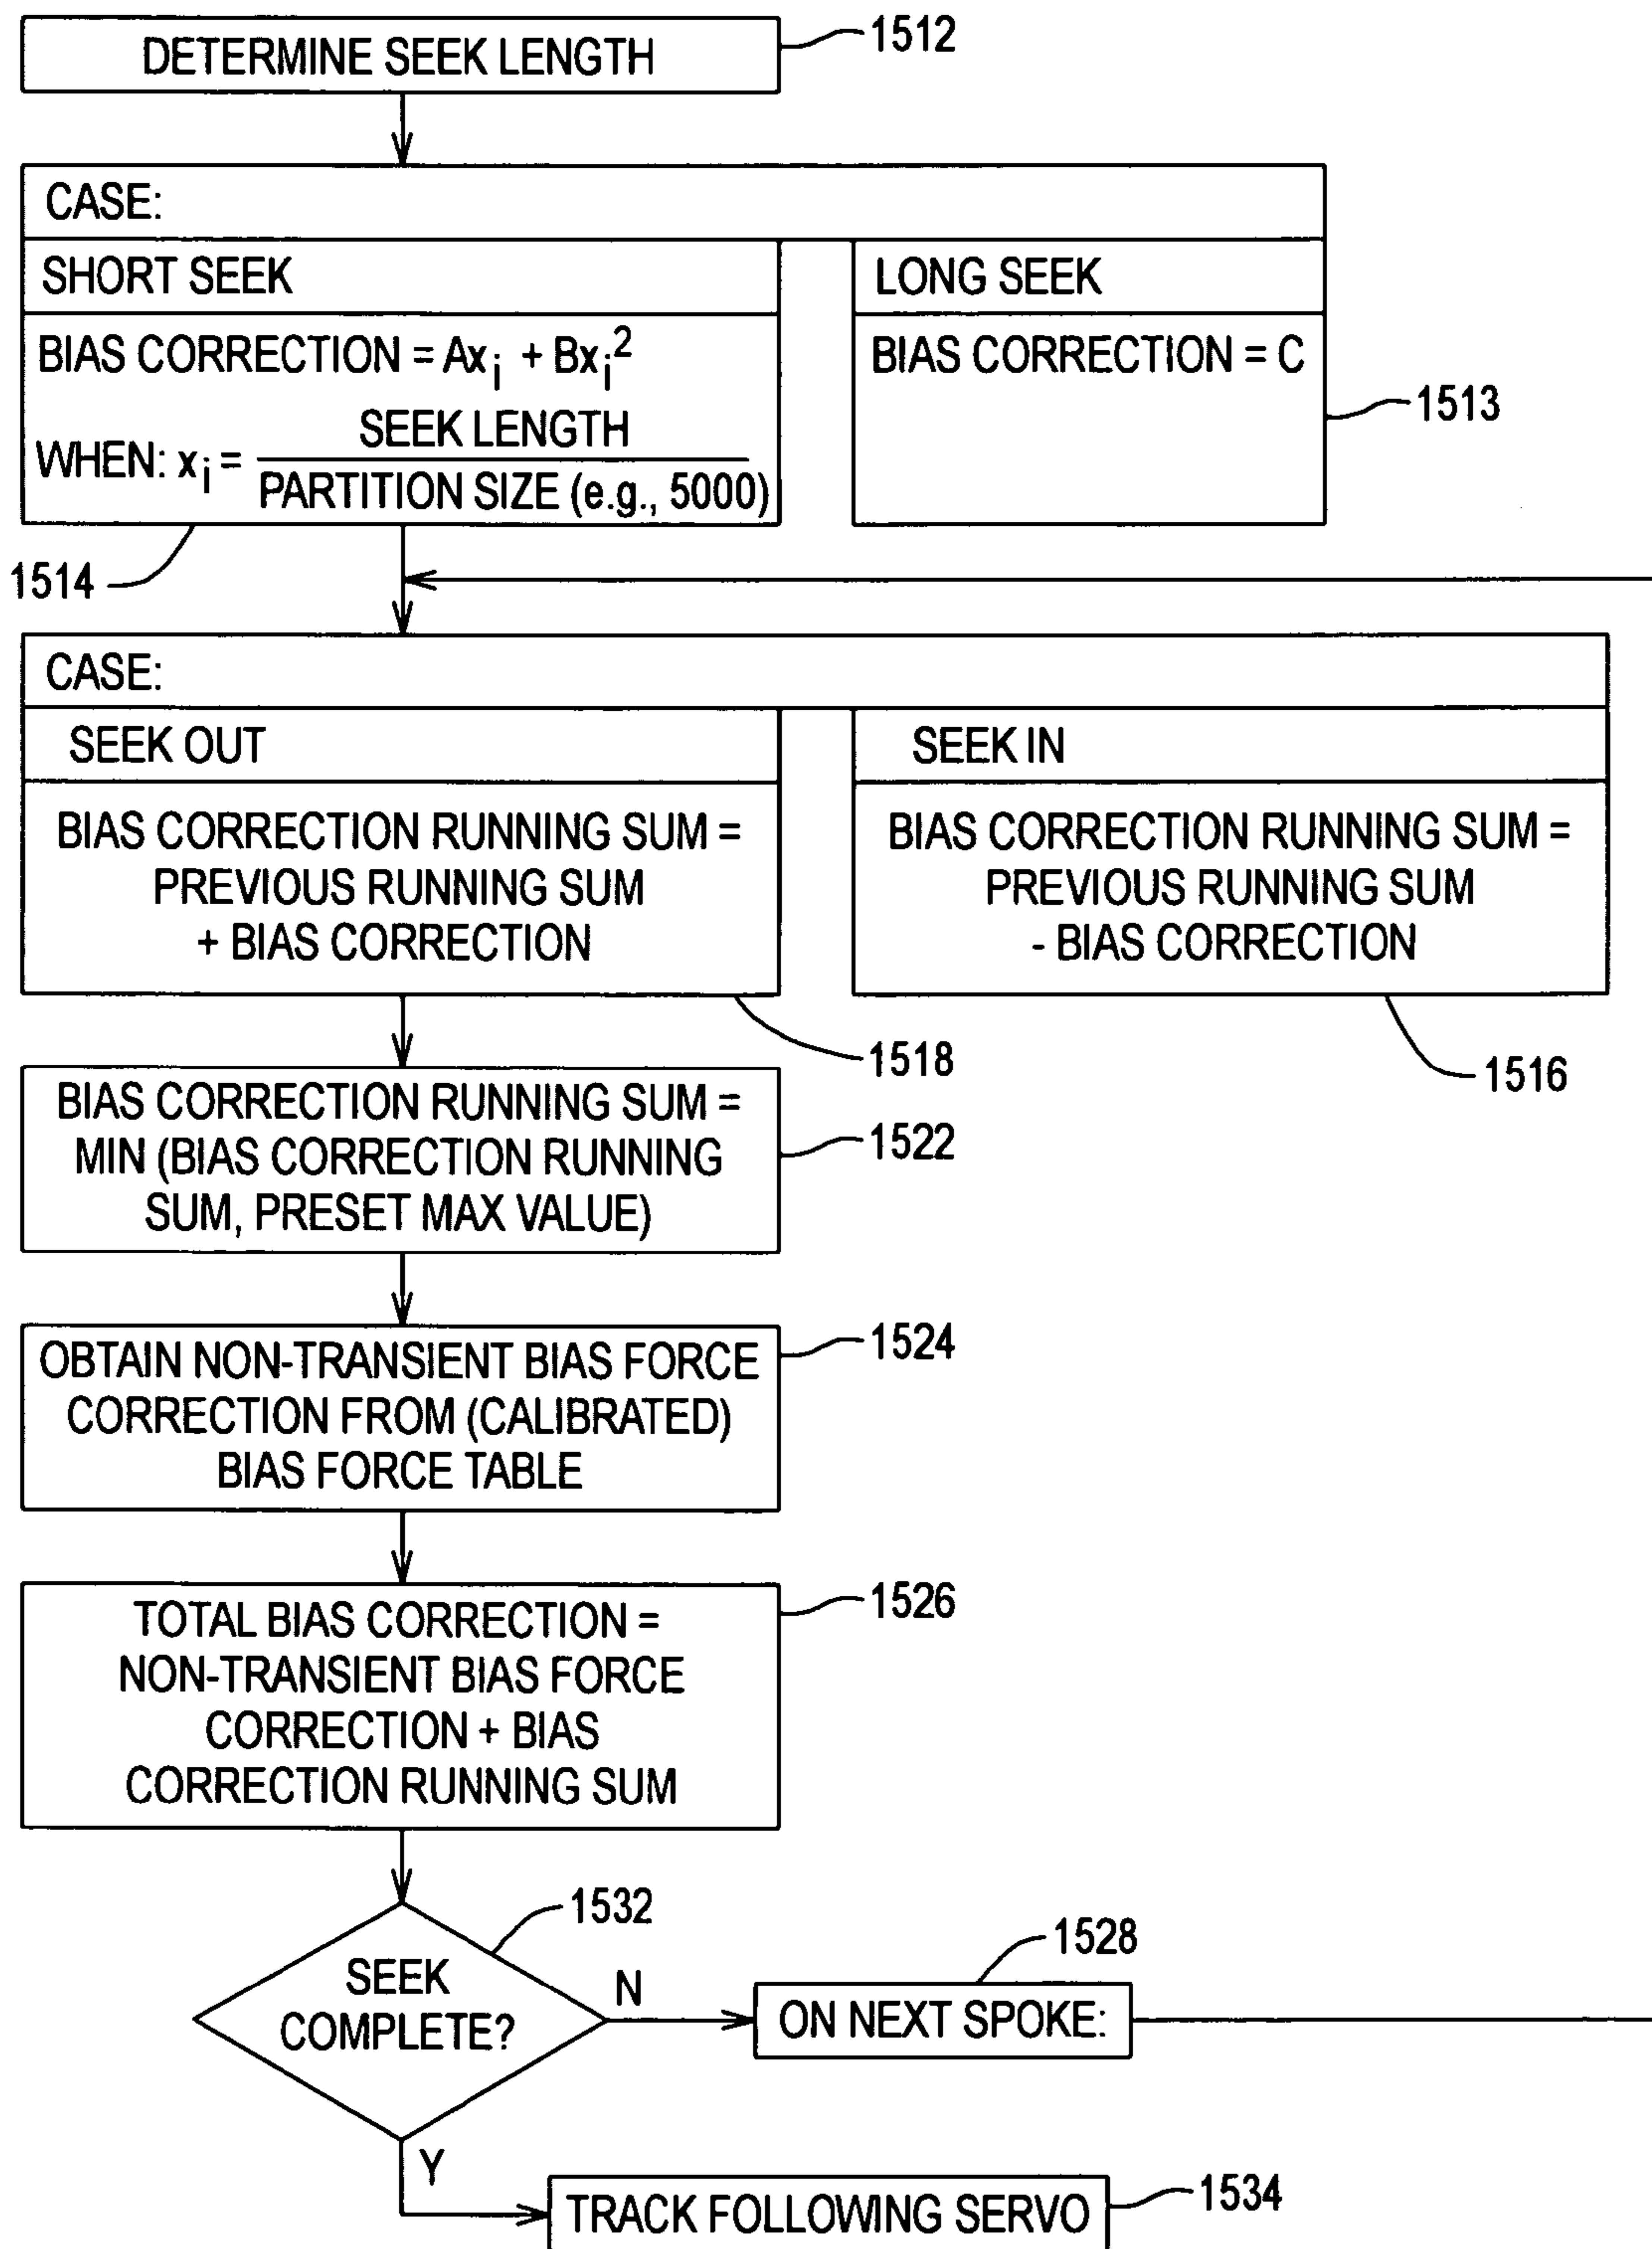 DETERMINE SEEK LENGTH
1512
CASE:
SHORT SEEK
BIAS CORRECTION = Axᵢ + Bxᵢ²
WHEN: xᵢ = SEEK LENGTH
PARTITION SIZE (e.g., 5000)
1514
LONG SEEK
BIAS CORRECTION = C
1513
CASE:
SEEK OUT
BIAS CORRECTION RUNNING SUM =
PREVIOUS RUNNING SUM
+ BIAS CORRECTION
1518
SEEK IN
BIAS CORRECTION RUNNING SUM =
PREVIOUS RUNNING SUM
- BIAS CORRECTION
1516
BIAS CORRECTION RUNNING SUM =
MIN (BIAS CORRECTION RUNNING
SUM, PRESET MAX VALUE)
1522
OBTAIN NON-TRANSIENT BIAS FORCE
CORRECTION FROM (CALIBRATED)
BIAS FORCE TABLE
1524
TOTAL BIAS CORRECTION =
NON-TRANSIENT BIAS FORCE
CORRECTION + BIAS
CORRECTION RUNNING SUM
1526
SEEK
COMPLETE?
1532
N
ON NEXT SPOKE:
1528
Y
TRACK FOLLOWING SERVO
1534